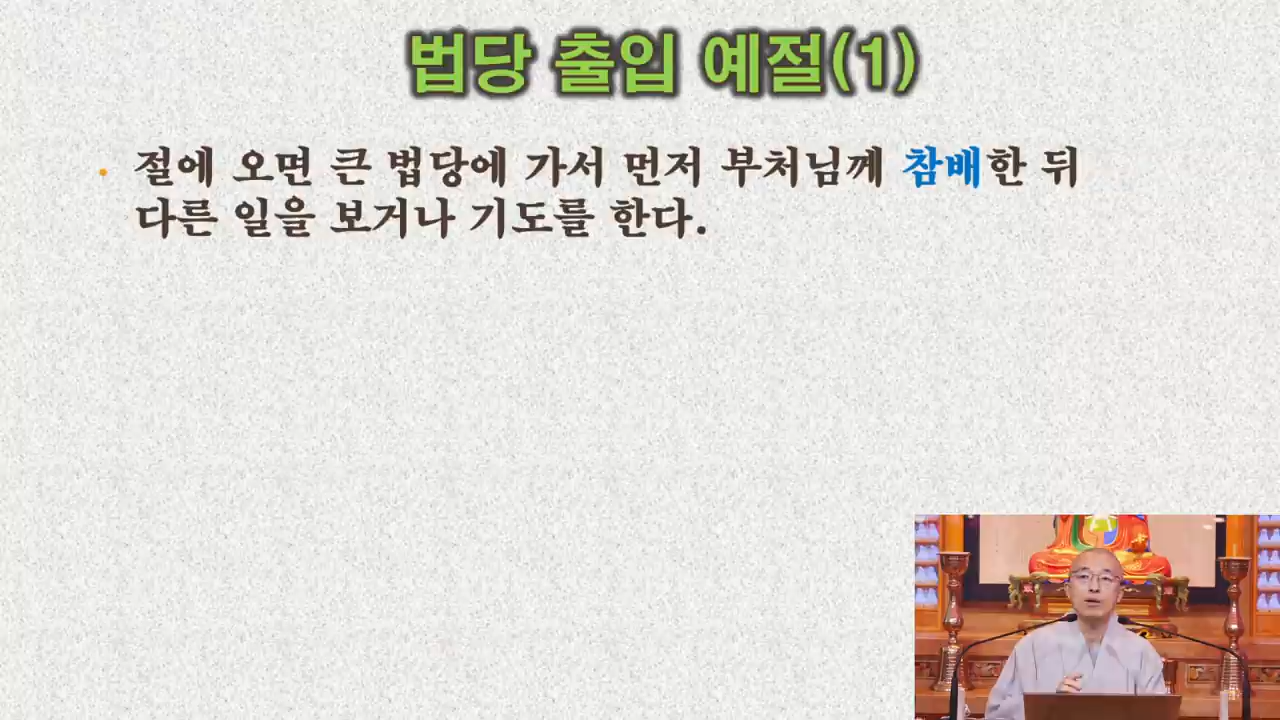 법당 출입 예절(1)
절에 오면 큰 법당에 가서 먼저 부처님께 참배한 뒤
다른 일을 보거나 기도를 한다.